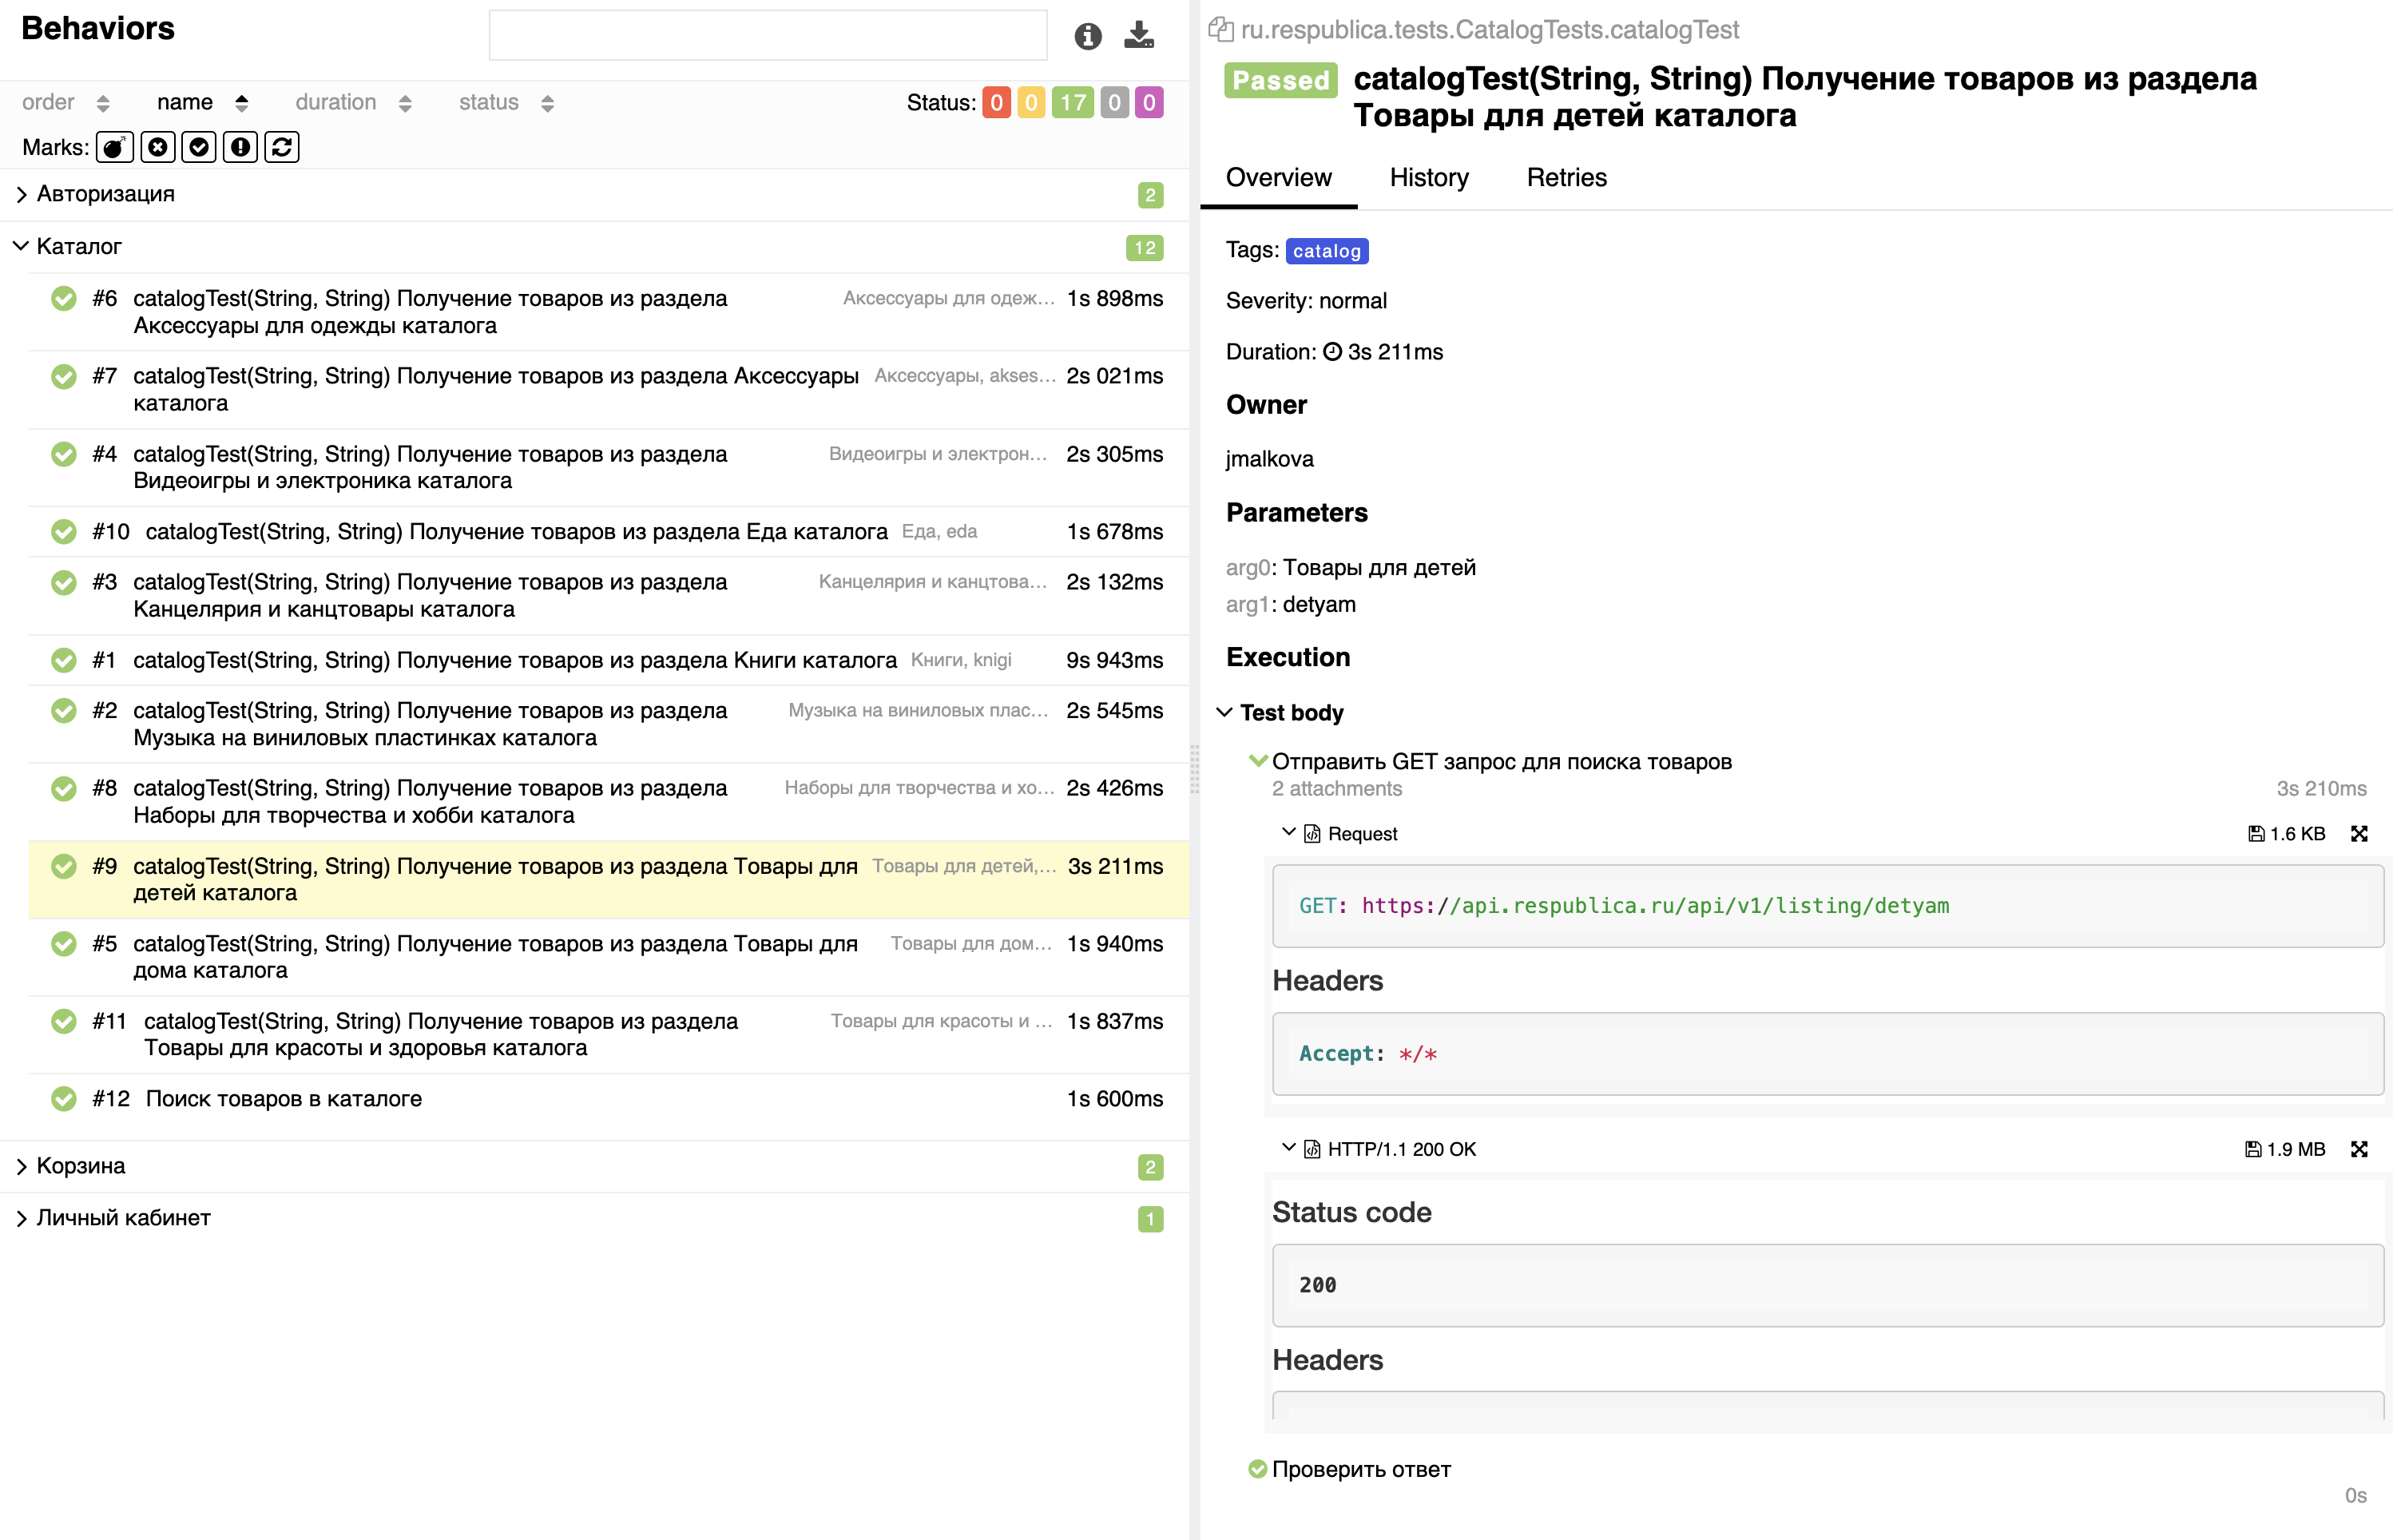 Behaviors
order name duration status Status: 0 0 17 0 0
Marks:
Авторизация 2
Каталог 12
#6 catalogTest(String, String) Получение товаров из раздела Аксессуары для одеж... 1s 898ms
Аксессуары для одежды каталога
#7 catalogTest(String, String) Получение товаров из раздела Аксессуары Аксессуары, akses... 2s 021ms
каталога
#4 catalogTest(String, String) Получение товаров из раздела Видеоигры и электрон... 2s 305ms
Видеоигры и электроника каталога
#10 catalogTest(String, String) Получение товаров из раздела Еда каталога Еда, eda 1s 678ms
#3 catalogTest(String, String) Получение товаров из раздела Канцелярия и канцтова... 2s 132ms
Канцелярия и канцтовары каталога
#1 catalogTest(String, String) Получение товаров из раздела Книги каталога Книги, knigi 9s 943ms
#2 catalogTest(String, String) Получение товаров из раздела Музыка на виниловых плас... 2s 545ms
Музыка на виниловых пластинках каталога
#8 catalogTest(String, String) Получение товаров из раздела Наборы для творчества и хо... 2s 426ms
Наборы для творчества и хобби каталога
#9 catalogTest(String, String) Получение товаров из раздела Товары для Товары для детей,... 3s 211ms
детей каталога
#5 catalogTest(String, String) Получение товаров из раздела Товары для Товары для дом... 1s 940ms
дома каталога
#11 catalogTest(String, String) Получение товаров из раздела Товары для красоты и ... 1s 837ms
Товары для красоты и здоровья каталога
#12 Поиск товаров в каталоге 1s 600ms
Корзина 2
Личный кабинет 1
ru.respublica.tests.CatalogTests.catalogTest
Passed catalogTest(String, String) Получение товаров из раздела
Товары для детей каталога
Overview History Retries
Tags: catalog
Severity: normal
Duration: 3s 211ms
Owner
jmalkova
Parameters
arg0: Товары для детей
arg1: detyam
Execution
Test body
Отправить GET запрос для поиска товаров
2 attachments 3s 210ms
Request 1.6 KB
GET: https://api.respublica.ru/api/v1/listing/detyam
Headers
Accept: */*
HTTP/1.1 200 OK 1.9 MB
Status code
200
Headers
Проверить ответ
0s